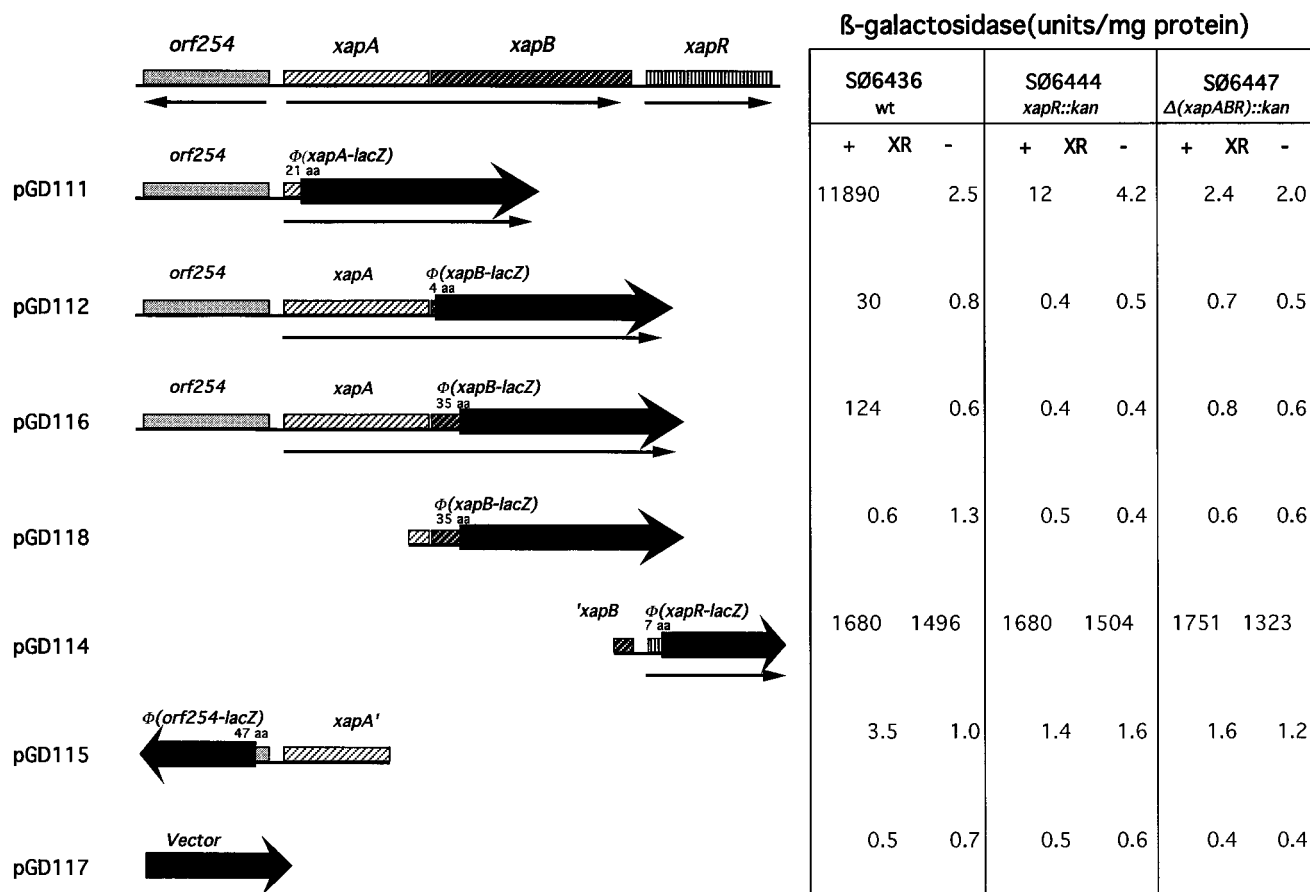 ß-galactosidase(units/mg protein)
orf254 xapA xapB xapR
SØ6436 SØ6444 SØ6447
wt xapR::kan Δ(xapABR)::kan
+ XR - + XR - + XR -
orf254 Φ(xapA-lacZ)
21 aa
pGD111 11890 2.5 12 4.2 2.4 2.0
orf254 xapA Φ(xapB-lacZ)
4 aa
pGD112 30 0.8 0.4 0.5 0.7 0.5
orf254 xapA Φ(xapB-lacZ)
35 aa
pGD116 124 0.6 0.4 0.4 0.8 0.6
Φ(xapB-lacZ)
35 aa
pGD118 0.6 1.3 0.5 0.4 0.6 0.6
'xapB Φ(xapR-lacZ)
7 aa
pGD114 1680 1496 1680 1504 1751 1323
Φ(orf254-lacZ) xapA'
47 aa
pGD115 3.5 1.0 1.4 1.6 1.6 1.2
Vector
pGD117 0.5 0.7 0.5 0.6 0.4 0.4